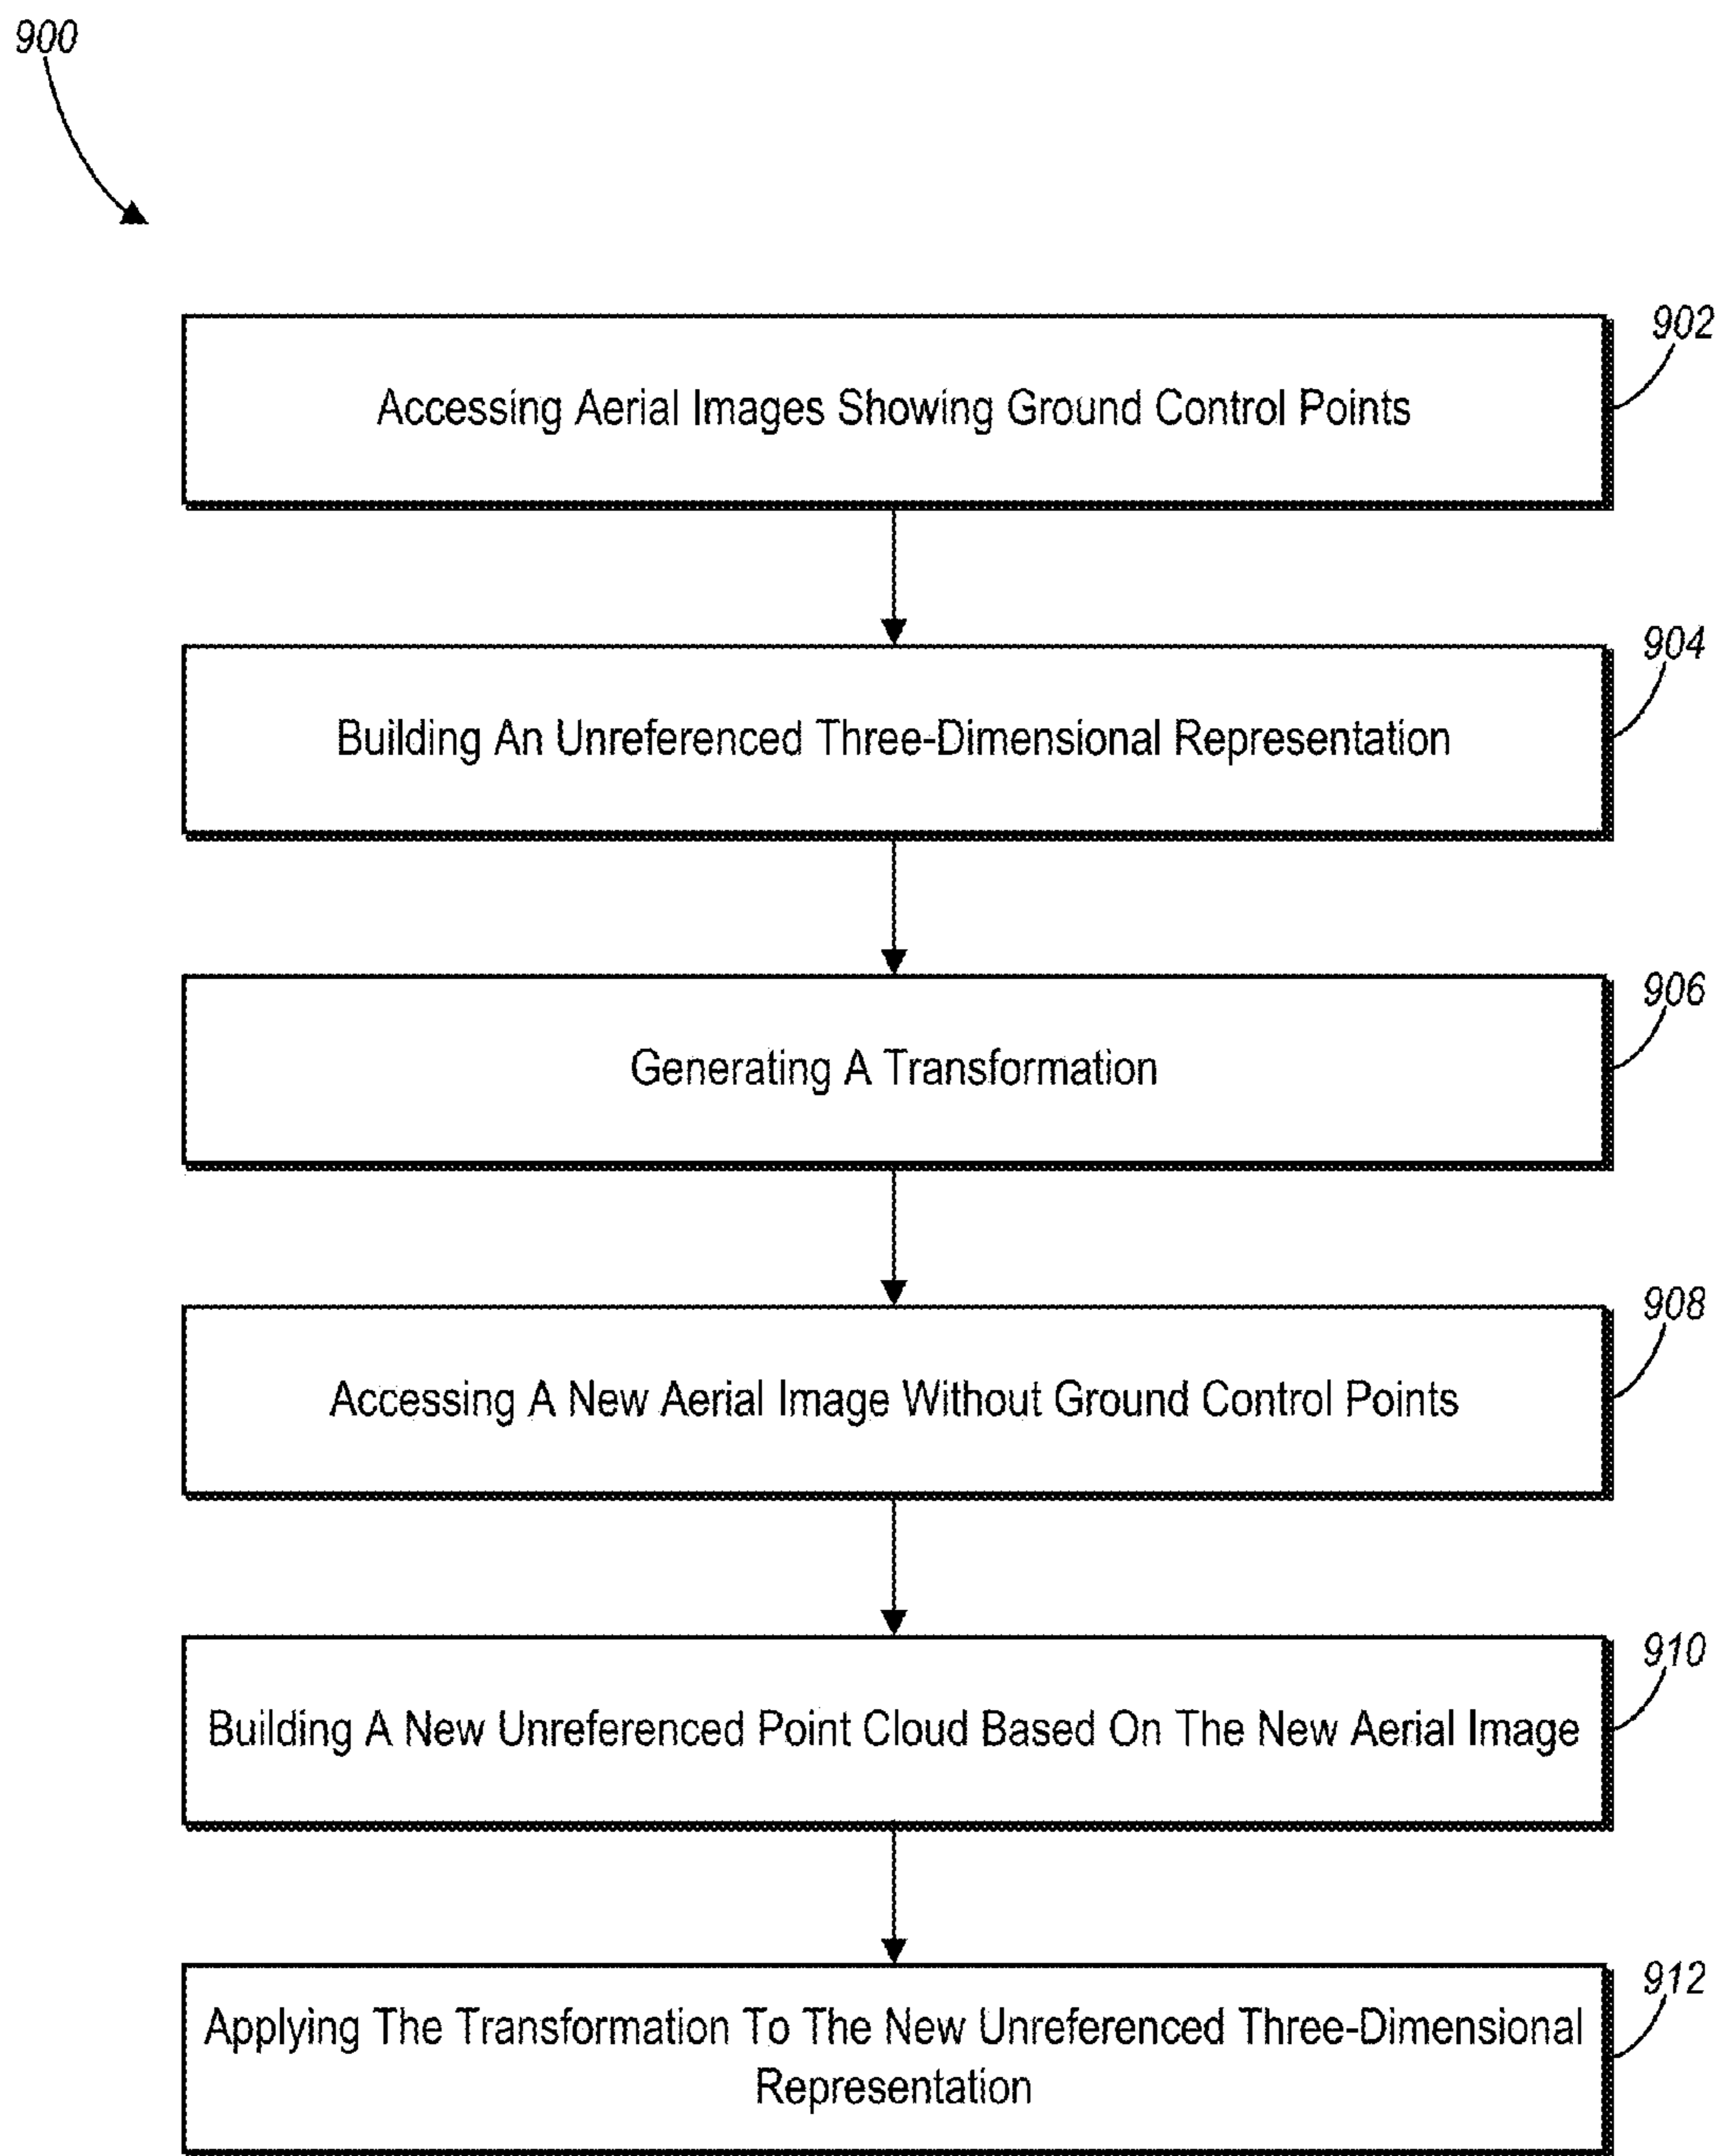 900
902
Accessing Aerial Images Showing Ground Control Points
904
Building An Unreferenced Three-Dimensional Representation
906
Generating A Transformation
908
Accessing A New Aerial Image Without Ground Control Points
910
Building A New Unreferenced Point Cloud Based On The New Aerial Image
912
Applying The Transformation To The New Unreferenced Three-Dimensional
Representation